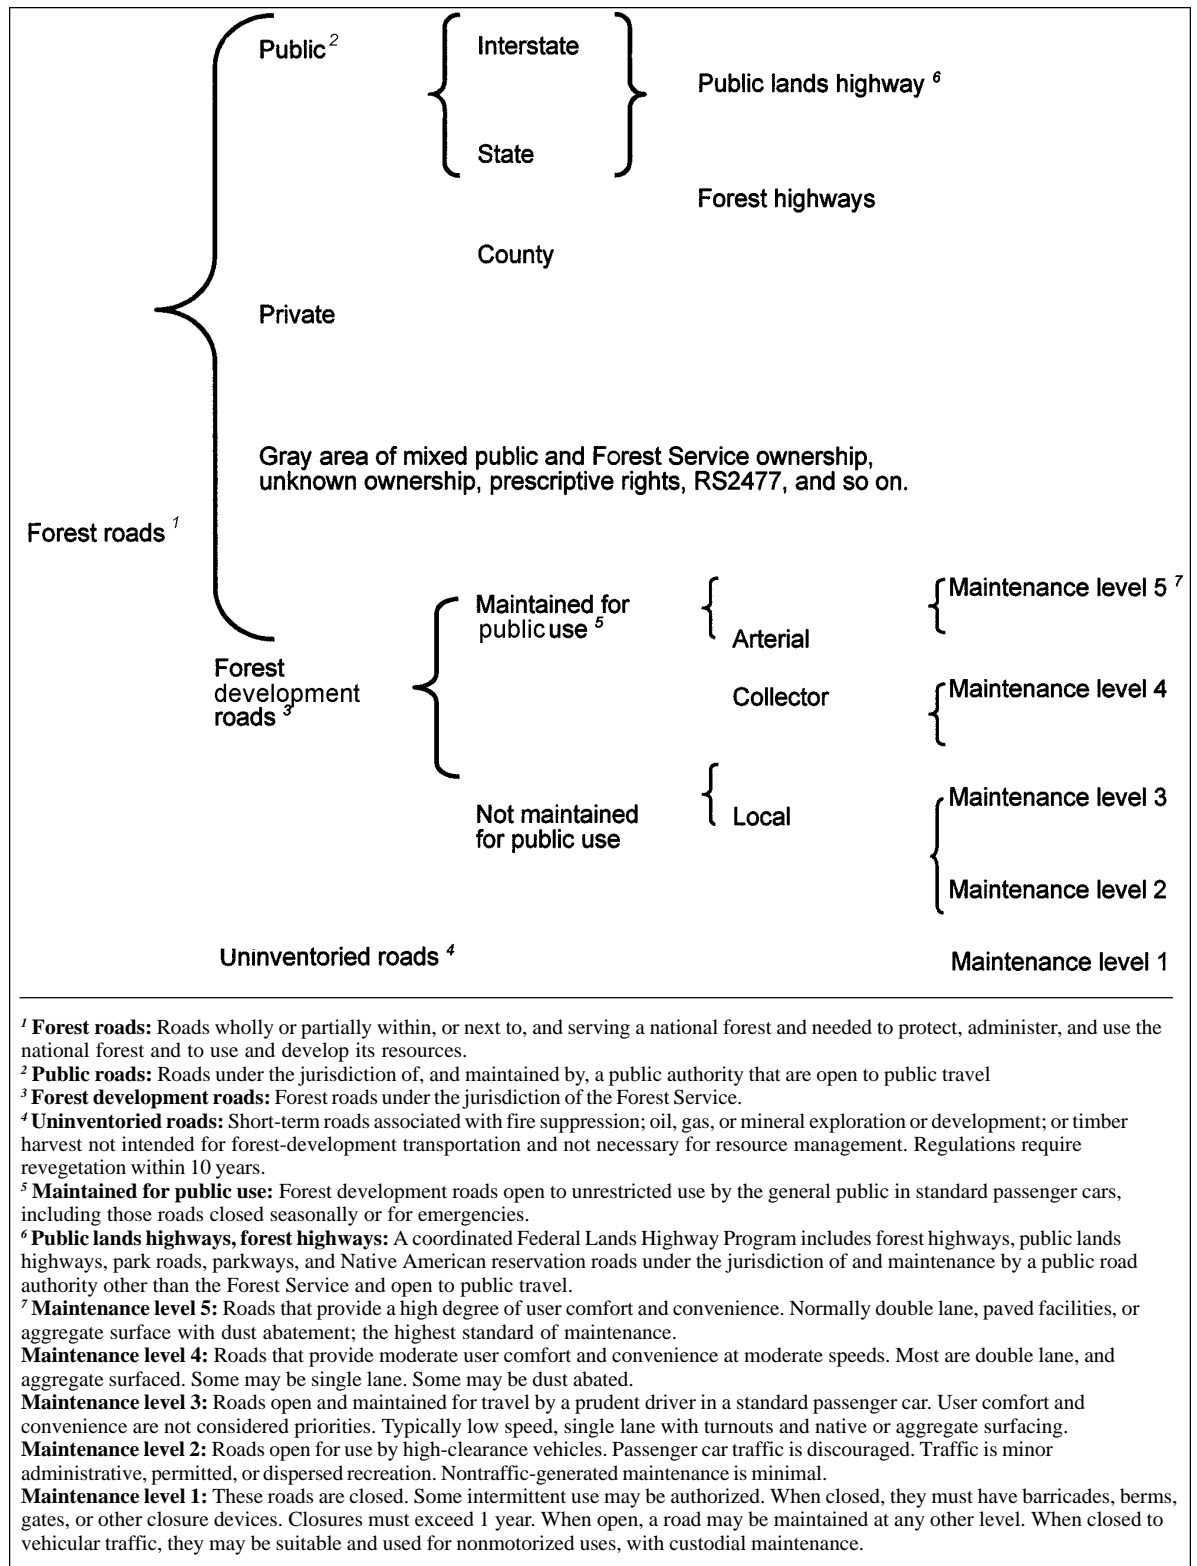 Public 2
Interstate
Public lands highway 6
State
Forest highways
County
Private
Gray area of mixed public and Forest Service ownership,
unknown ownership, prescriptive rights, RS2477, and so on.
Forest roads 1
Maintained for
public use 5
Maintenance level 5 7
Arterial
Forest
development
roads 3
Collector
Maintenance level 4
Not maintained
for public use
Local
Maintenance level 3
Maintenance level 2
Uninventoried roads 4
Maintenance level 1
1 Forest roads: Roads wholly or partially within, or next to, and serving a national forest and needed to protect, administer, and use the
national forest and to use and develop its resources.
2 Public roads: Roads under the jurisdiction of, and maintained by, a public authority that are open to public travel
3 Forest development roads: Forest roads under the jurisdiction of the Forest Service.
4 Uninventoried roads: Short-term roads associated with fire suppression; oil, gas, or mineral exploration or development; or timber
harvest not intended for forest-development transportation and not necessary for resource management. Regulations require
revegetation within 10 years.
5 Maintained for public use: Forest development roads open to unrestricted use by the general public in standard passenger cars,
including those roads closed seasonally or for emergencies.
6 Public lands highways, forest highways: A coordinated Federal Lands Highway Program includes forest highways, public lands
highways, park roads, parkways, and Native American reservation roads under the jurisdiction of and maintenance by a public road
authority other than the Forest Service and open to public travel.
7 Maintenance level 5: Roads that provide a high degree of user comfort and convenience. Normally double lane, paved facilities, or
aggregate surface with dust abatement; the highest standard of maintenance.
Maintenance level 4: Roads that provide moderate user comfort and convenience at moderate speeds. Most are double lane, and
aggregate surfaced. Some may be single lane. Some may be dust abated.
Maintenance level 3: Roads open and maintained for travel by a prudent driver in a standard passenger car. User comfort and
convenience are not considered priorities. Typically low speed, single lane with turnouts and native or aggregate surfacing.
Maintenance level 2: Roads open for use by high-clearance vehicles. Passenger car traffic is discouraged. Traffic is minor
administrative, permitted, or dispersed recreation. Nontraffic-generated maintenance is minimal.
Maintenance level 1: These roads are closed. Some intermittent use may be authorized. When closed, they must have barricades, berms,
gates, or other closure devices. Closures must exceed 1 year. When open, a road may be maintained at any other level. When closed to
vehicular traffic, they may be suitable and used for nonmotorized uses, with custodial maintenance.